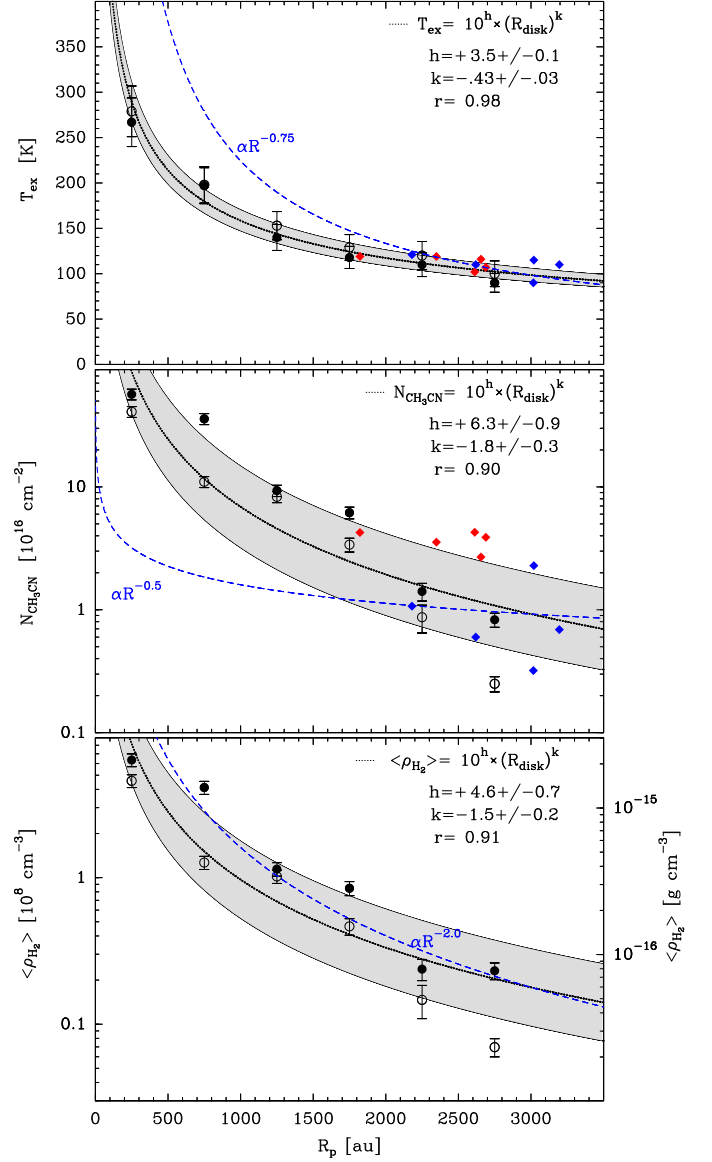 T_ex = 10^h×(R_disk)^k
h=+3.5+/-0.1
k=-.43+/-.03
r= 0.98
αR^-0.75
T_ex [K]
350
300
250
200
150
100
50
0
N_CH3CN = 10^h×(R_disk)^k
h=+6.3+/-0.9
k=-1.8+/-0.3
r= 0.90
αR^-0.5
N_CH3CN [10^16 cm^-2]
10
1
0.1
<ρ_H2>= 10^h×(R_disk)^k
h=+4.6+/-0.7
k=-1.5+/-0.2
r= 0.91
αR^-2.0
<ρ_H2> [10^8 cm^-3]
1
0.1
10^-15
10^-16
<ρ_H2> [g cm^-3]
0 500 1000 1500 2000 2500 3000
R_p [au]